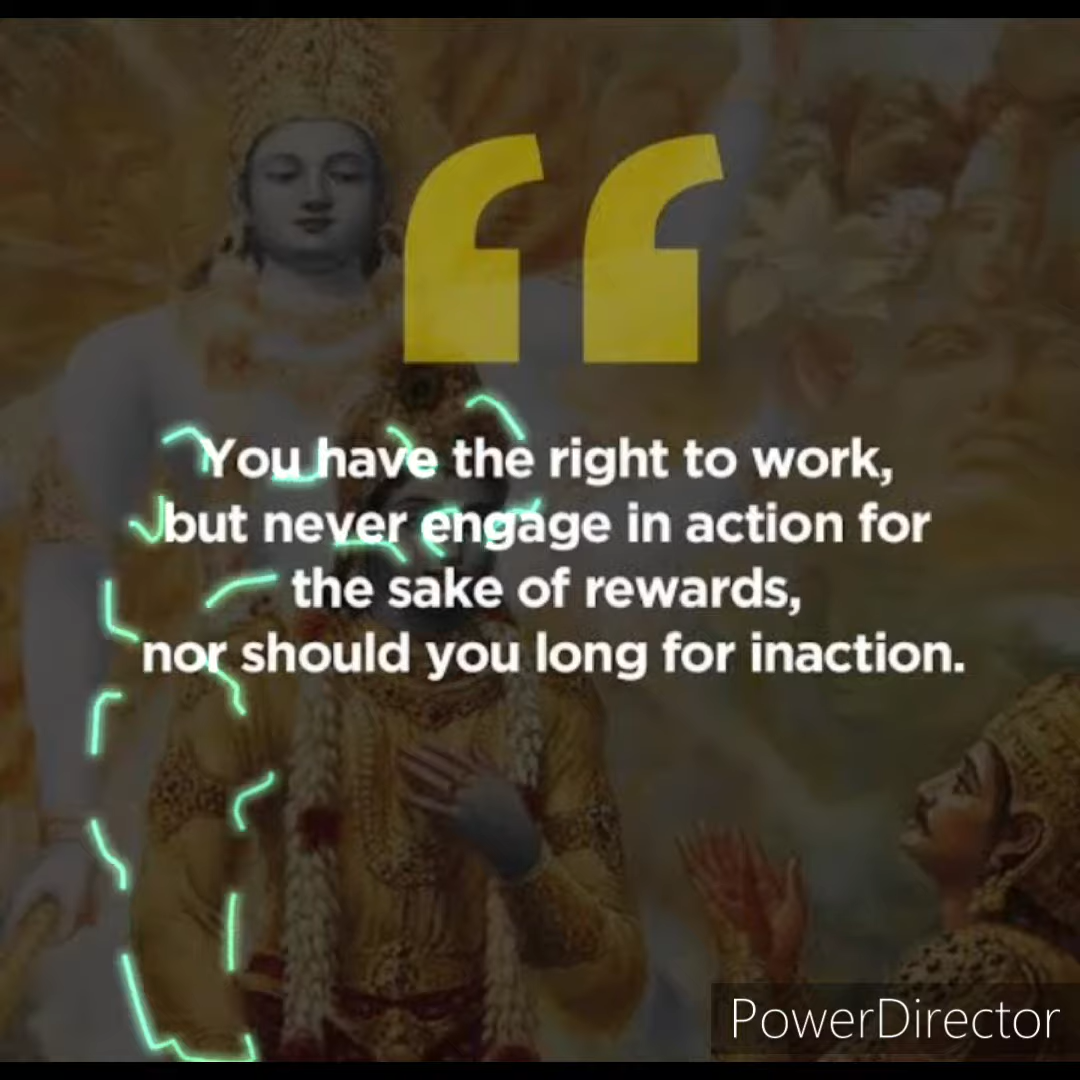 “
You have the right to work,
but never engage in action for
the sake of rewards,
nor should you long for inaction.
PowerDirector